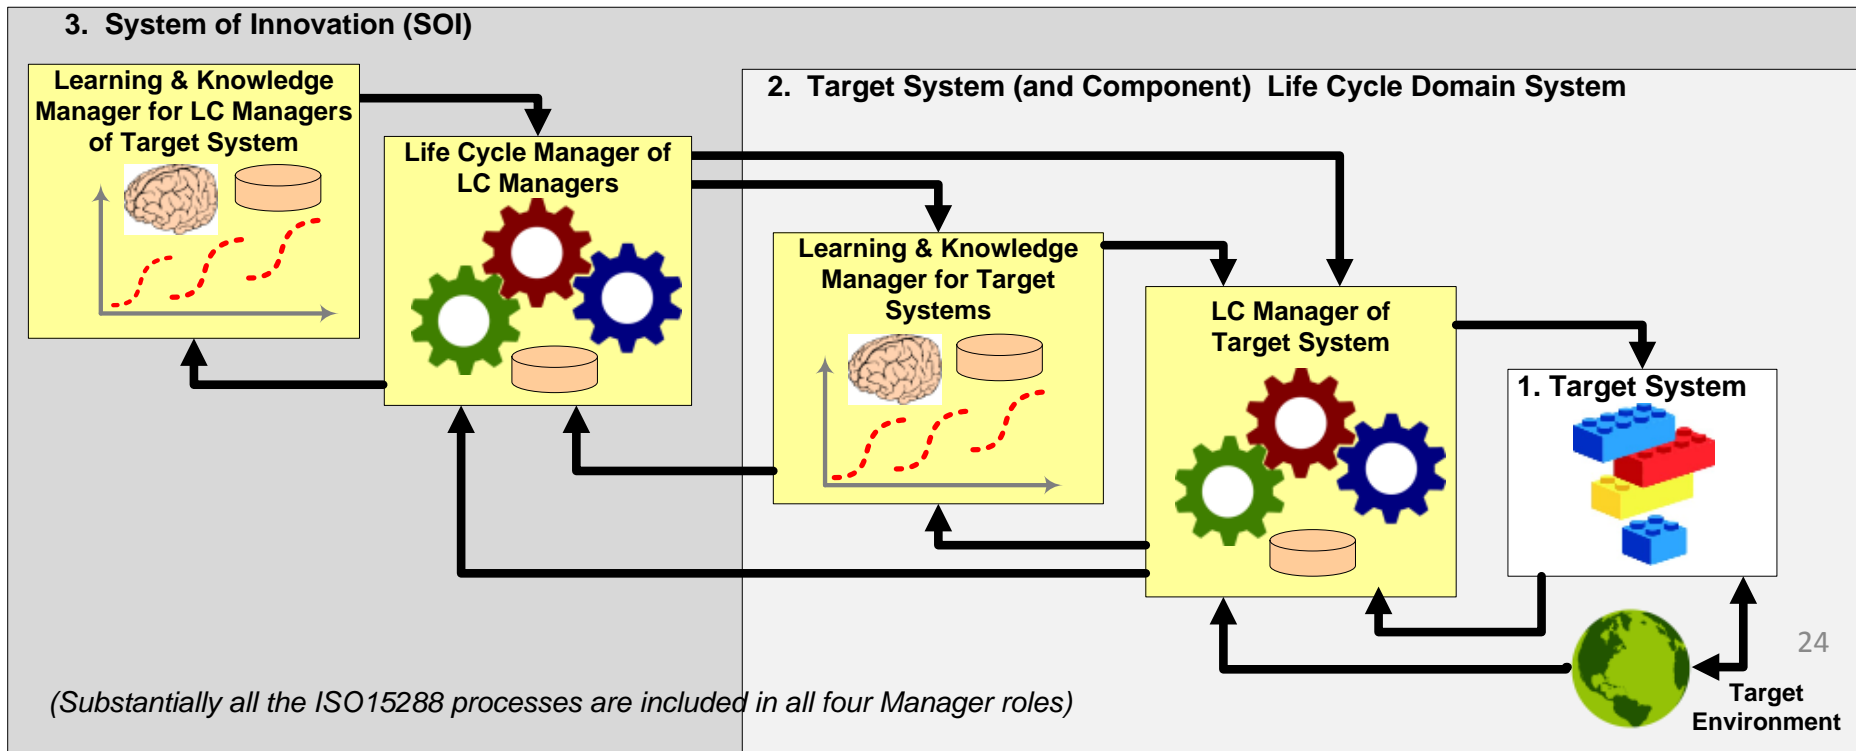 3. System of Innovation (SOI)
Learning & Knowledge
Manager for LC Managers
of Target System
2. Target System (and Component) Life Cycle Domain System
Life Cycle Manager of
LC Managers
Learning & Knowledge
Manager for Target
Systems
LC Manager of
Target System
1. Target System
24
Target
Environment
(Substantially all the ISO15288 processes are included in all four Manager roles)